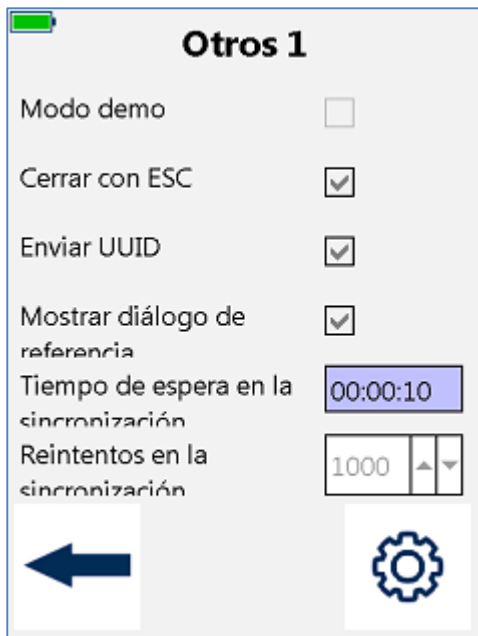 Otros 1
Modo demo
Cerrar con ESC
Enviar UUID
Mostrar diálogo de
referencia
Tiempo de espera en la
sincronización
00:00:10
Reintentos en la
sincronización
1000